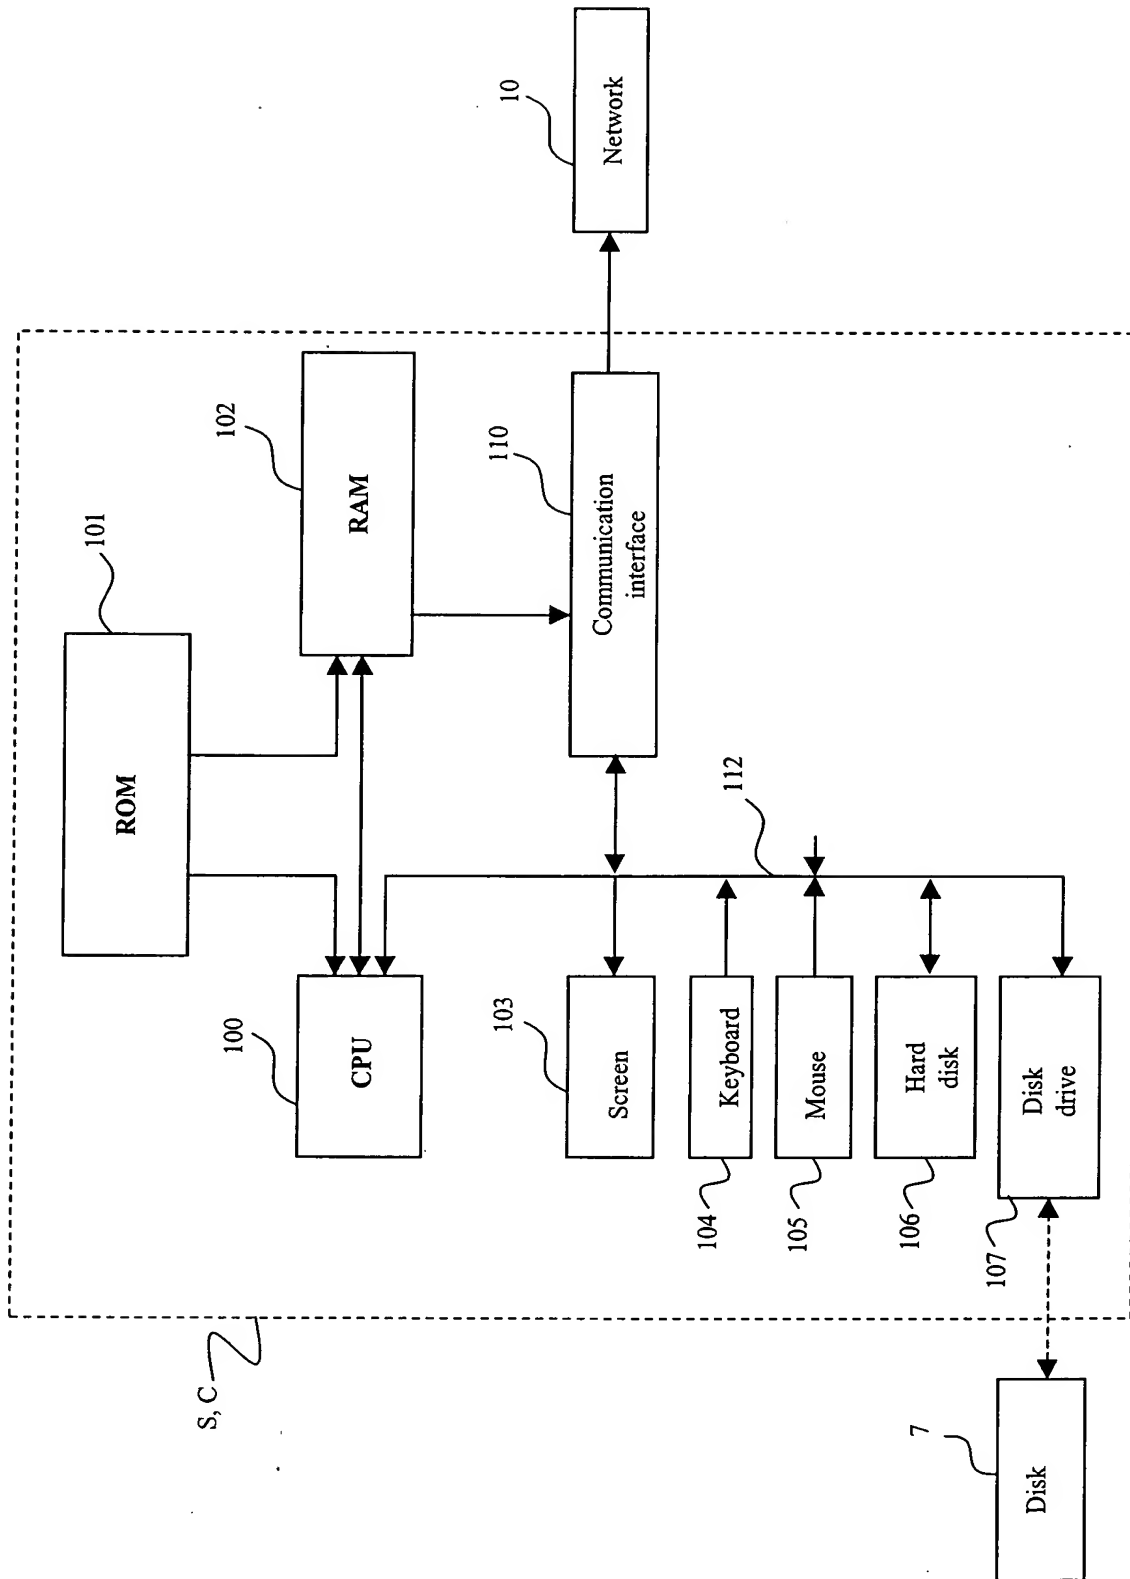 S, C
101
ROM
102
RAM
100
CPU
110
Communication
interface
10
Network
103
Screen
112
104
Keyboard
105
Mouse
106
Hard
disk
107
Disk
drive
7
Disk